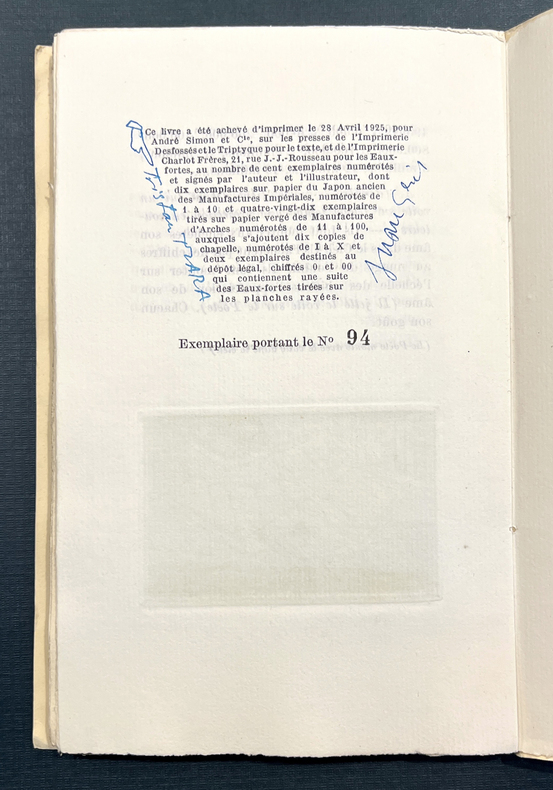 Ce livre a été achevé d'imprimer le 28 Avril 1925, pour
André Simon et Cie, sur les presses de l'Imprimerie
Desfossés et le Triptyque pour le texte, et de l'Imprimerie
Charlot Frères, 21, rue J.-J.-Rousseau pour les Eaux-
fortes, au nombre de cent exemplaires numérotés
et signés par l'auteur et l'illustrateur, dont
dix exemplaires sur papier du Japon ancien
des Manufactures Impériales, numérotés de
1 à 10 et quatre-vingt-dix exemplaires
tirés sur papier vergé des Manufactures
d'Arches numérotés de 11 à 100,
auxquels s'ajoutent dix copies de
chapelle, numérotés de I à X et
deux exemplaires destinés au
dépôt légal, chiffrés 0 et 00
qui contiennent une suite
des Eaux-fortes tirées sur
les planches rayées.
Tristan TZARA
Juan Gris
Exemplaire portant le No 94